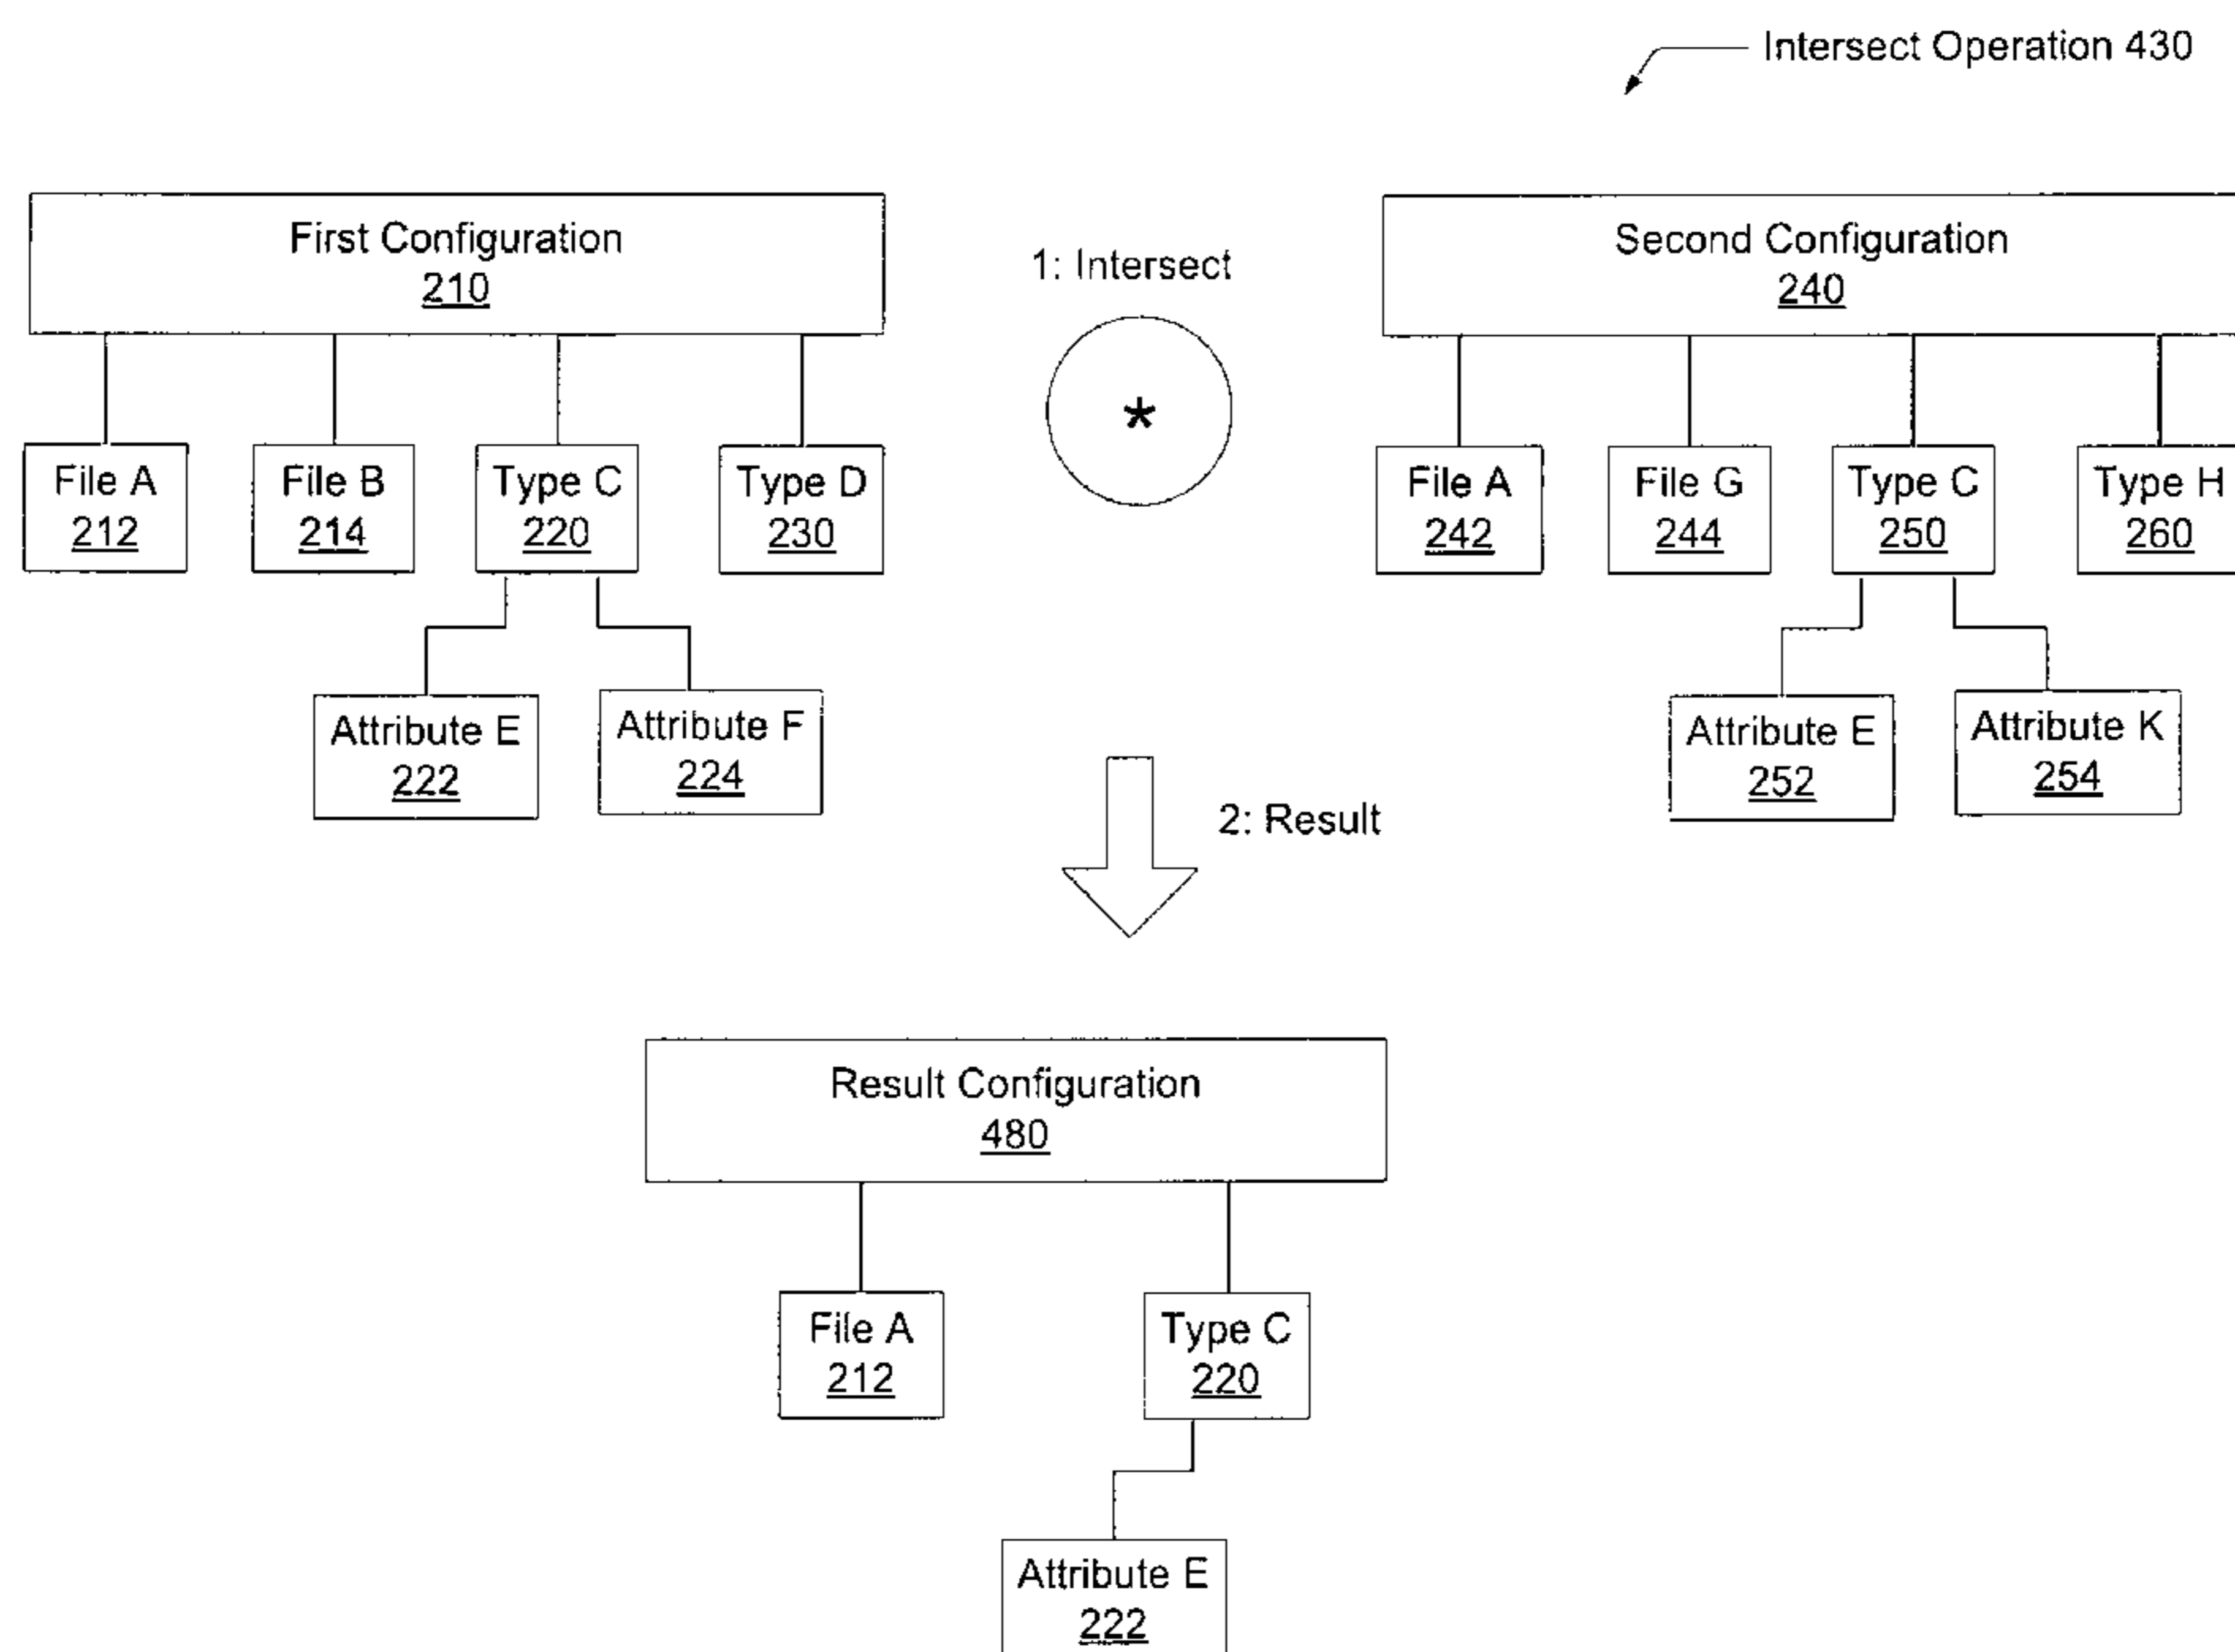 Intersect Operation 430
First Configuration
210
1: Intersect
*
Second Configuration
240
File A
212
File B
214
Type C
220
Type D
230
File A
242
File G
244
Type C
250
Type H
260
Attribute E
222
Attribute F
224
Attribute E
252
Attribute K
254
2: Result
Result Configuration
480
File A
212
Type C
220
Attribute E
222